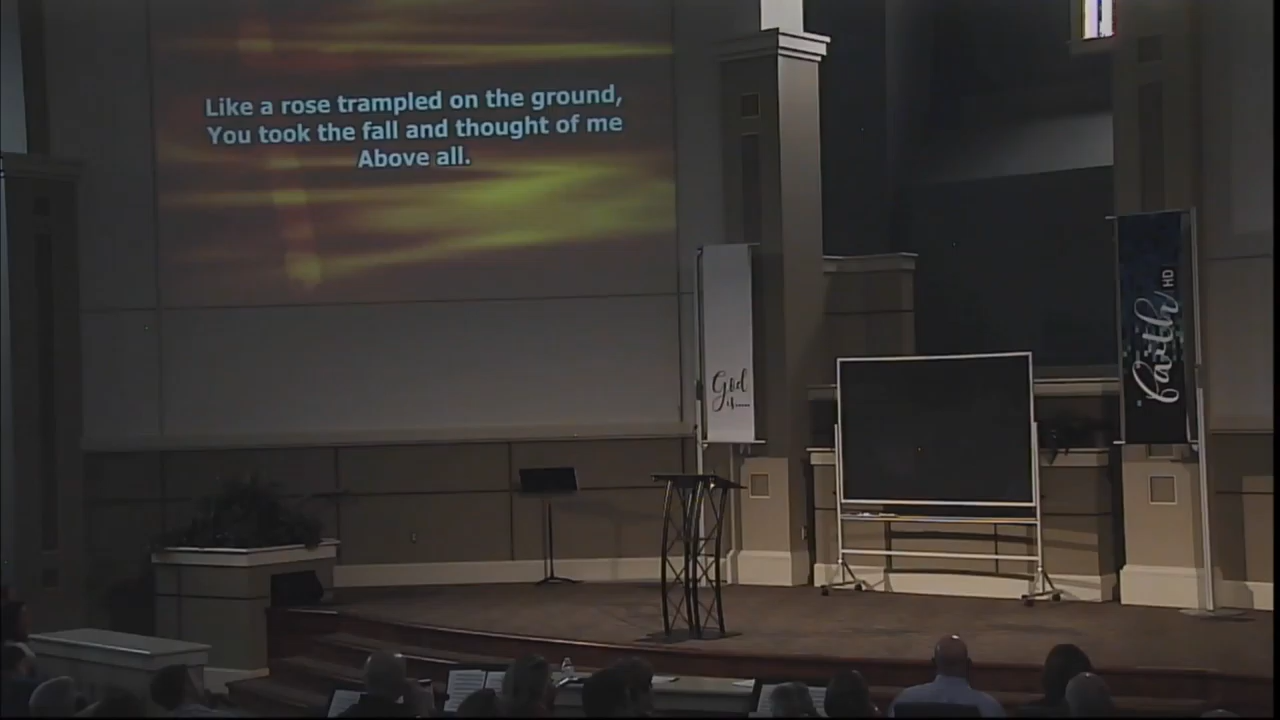 Like a rose trampled on the ground,
You took the fall and thought of me
Above all.
God
is......
faith HD